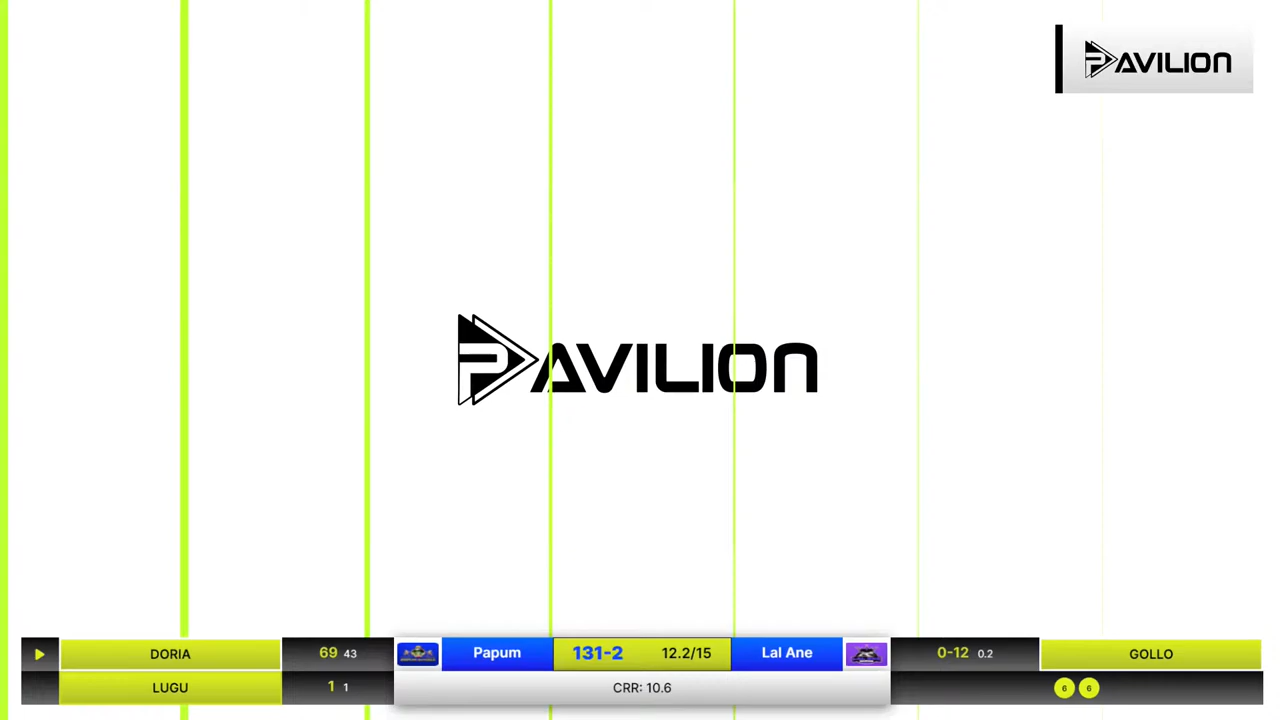 PAVILION
PAVILION
DORIA 69 43 Papum 131-2 12.2/15 Lal Ane 0-12 0.2 GOLLO
LUGU 1 1 CRR: 10.6 6 6